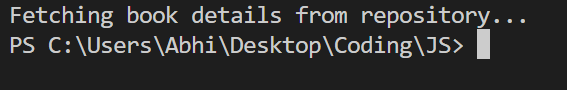 Fetching book details from repository...
PS C:\Users\Abhi\Desktop\Coding\JS>